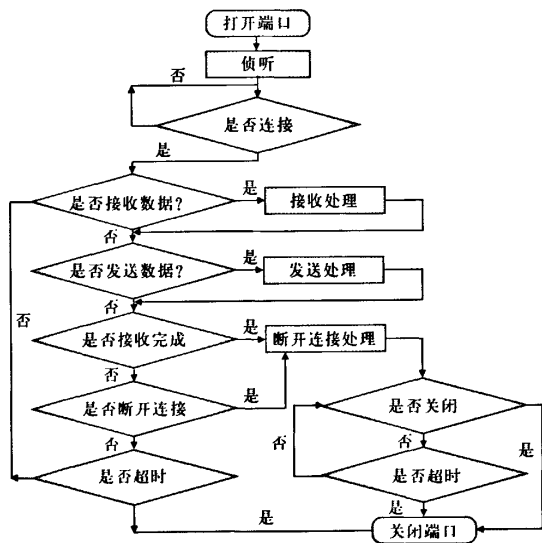 打开端口
侦听
否
是否连接
是
是否接收数据?
是
接收处理
否
是否发送数据?
是
发送处理
否
否
是否接收完成
是
断开连接处理
否
是否断开连接
是
是否关闭
否
是否超时
否
否
是
是否超时
是
是
关闭端口